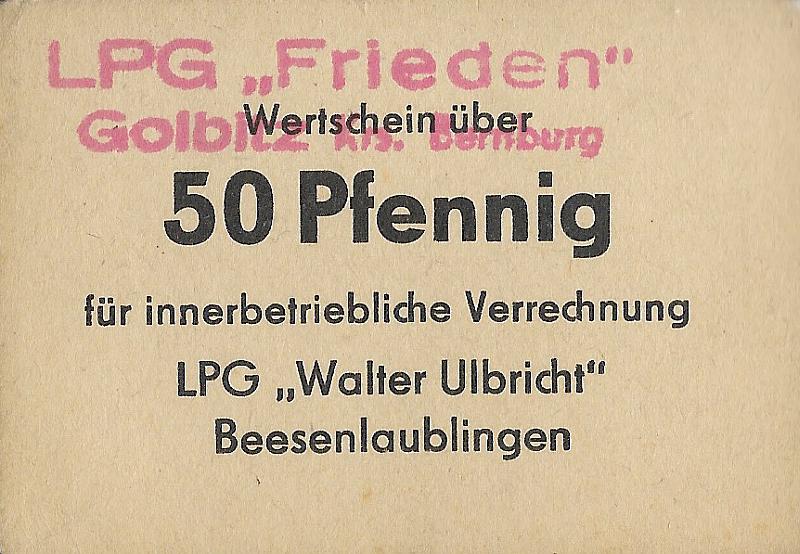 LPG „Frieden“
Golbitz Krs. Bernburg
Wertschein über
50 Pfennig
für innerbetriebliche Verrechnung
LPG „Walter Ulbricht“
Beesenlaublingen